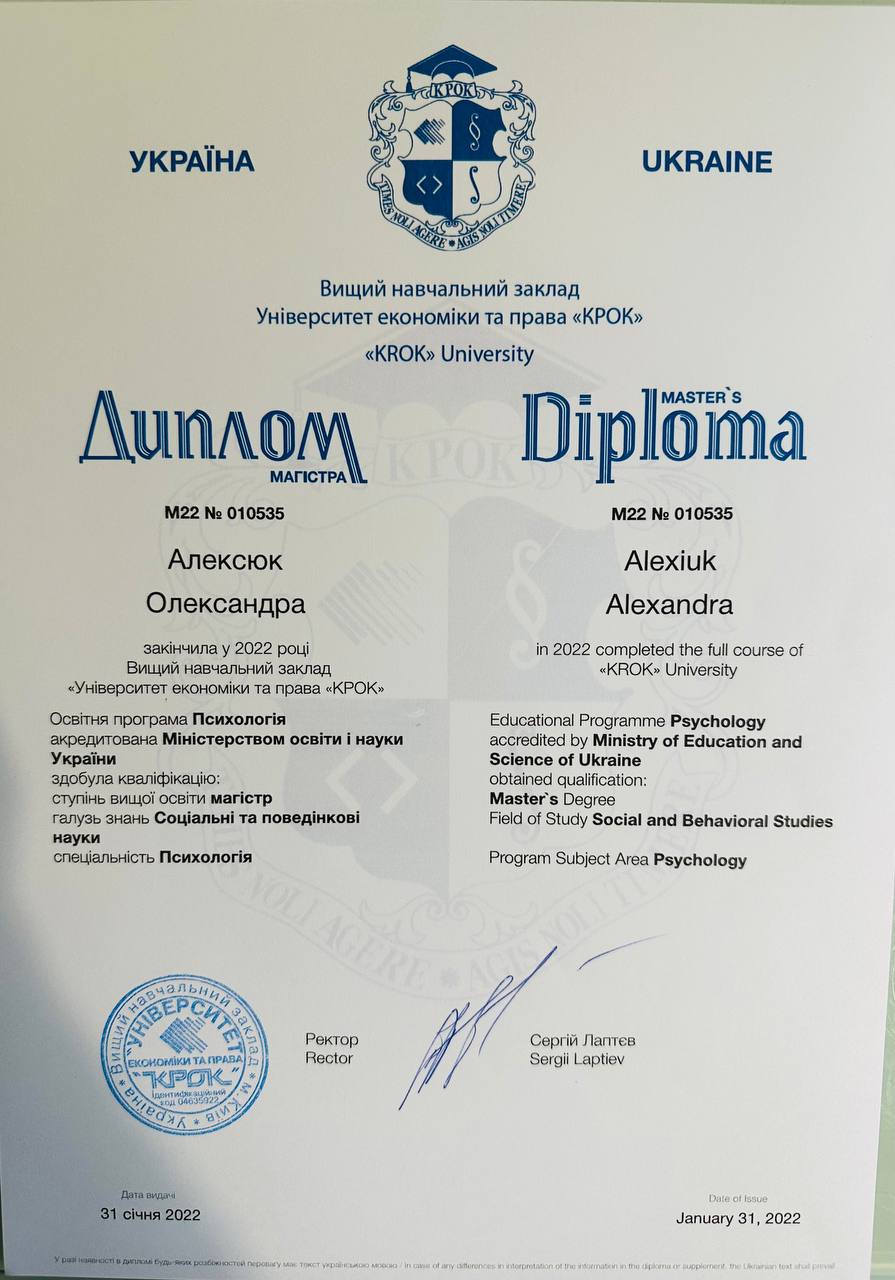 КРОК
TIMES NOLI AGERE * AGIS NOLI TIMERE
УКРАЇНА
UKRAINE
Вищий навчальний заклад
Університет економіки та права «КРОК»
«KROK» University
Диплом
МАГІСТРА
M22 № 010535
Алексюк
Олександра
закінчила у 2022 році
Вищий навчальний заклад
«Університет економіки та права «КРОК»
Освітня програма Психологія
акредитована Міністерством освіти і науки
України
здобула кваліфікацію:
ступінь вищої освіти магістр
галузь знань Соціальні та поведінкові
науки
спеціальність Психологія
MASTER`S
Diploma
M22 № 010535
Alexiuk
Alexandra
in 2022 completed the full course of
«KROK» University
Educational Programme Psychology
accredited by Ministry of Education and
Science of Ukraine
obtained qualification:
Master`s Degree
Field of Study Social and Behavioral Studies
Program Subject Area Psychology
КРОК
TIMES NOLI AGERE * AGIS NOLI TIMERE
Україна * Вищий навчальний заклад * м. Київ *
"УНІВЕРСИТЕТ
ЕКОНОМІКИ ТА ПРАВА
"КРОК"
Ідентифікаційний
код 04635922
Ректор
Rector
Сергій Лаптєв
Sergii Laptiev
Дата видачі
31 січня 2022
Date of Issue
January 31, 2022
У разі наявності в дипломі будь-яких розбіжностей перевагу має текст українською мовою / In case of any differences in interpretation of the information in the diploma or supplement, the Ukrainian text shall prevail